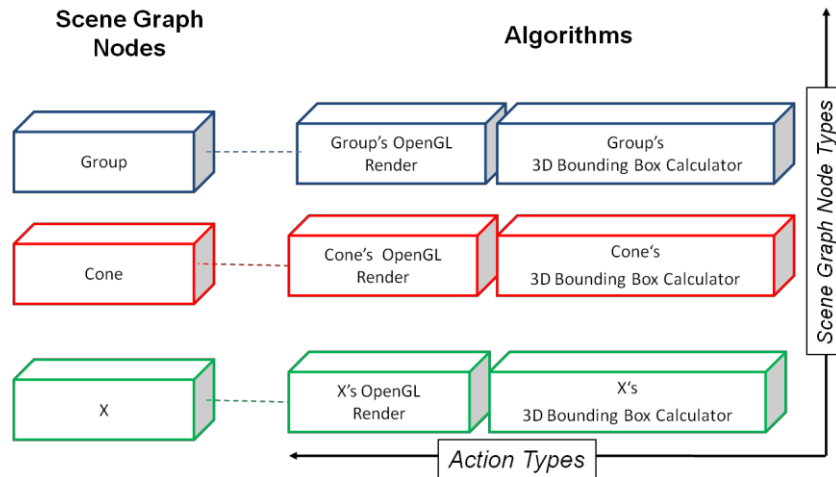 Scene Graph
Nodes
Algorithms
Group
Group's OpenGL
Render
Group's
3D Bounding Box Calculator
Cone
Cone's OpenGL
Render
Cone‘s
3D Bounding Box Calculator
X
X's OpenGL
Render
X‘s
3D Bounding Box Calculator
Scene Graph Node Types
Action Types